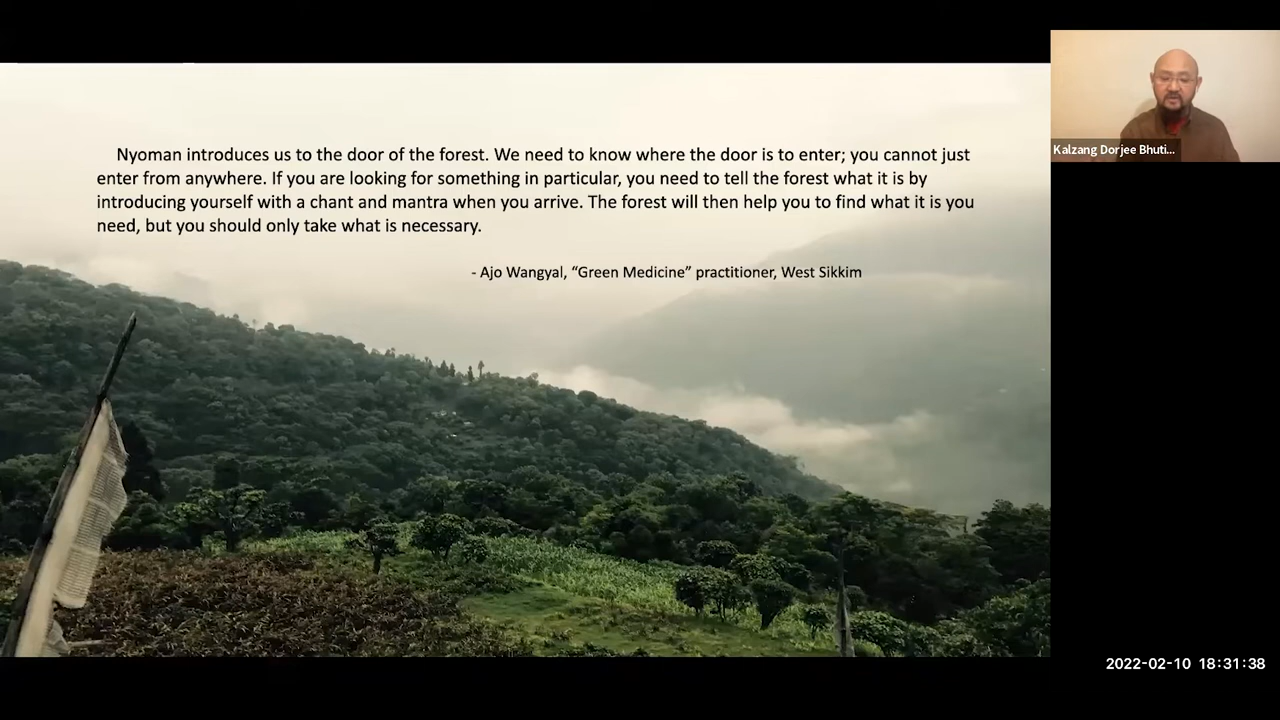 Nyoman introduces us to the door of the forest. We need to know where the door is to enter; you cannot just
enter from anywhere. If you are looking for something in particular, you need to tell the forest what it is by
introducing yourself with a chant and mantra when you arrive. The forest will then help you to find what it is you
need, but you should only take what is necessary.
- Ajo Wangyal, “Green Medicine” practitioner, West Sikkim
Kalzang Dorjee Bhuti...
2022-02-10 18:31:38